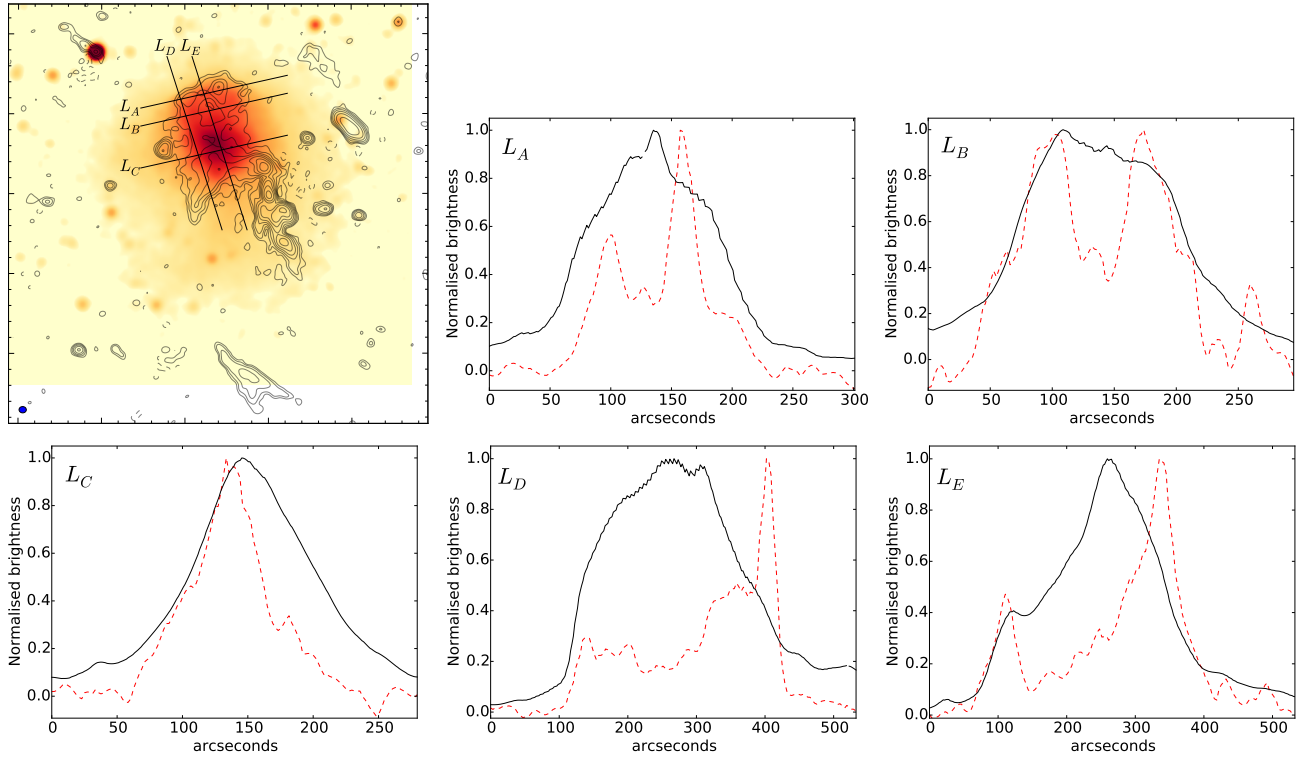 L_D L_E
L_A
L_B
L_C
L_A
Normalised brightness
1.0
0.8
0.6
0.4
0.2
0.0
0 50 100 150 200 250 300
arcseconds
L_B
Normalised brightness
1.0
0.8
0.6
0.4
0.2
0.0
0 50 100 150 200 250
arcseconds
L_C
Normalised brightness
1.0
0.8
0.6
0.4
0.2
0.0
0 50 100 150 200 250
arcseconds
L_D
Normalised brightness
1.0
0.8
0.6
0.4
0.2
0.0
0 100 200 300 400 500
arcseconds
L_E
Normalised brightness
1.0
0.8
0.6
0.4
0.2
0.0
0 100 200 300 400 500
arcseconds